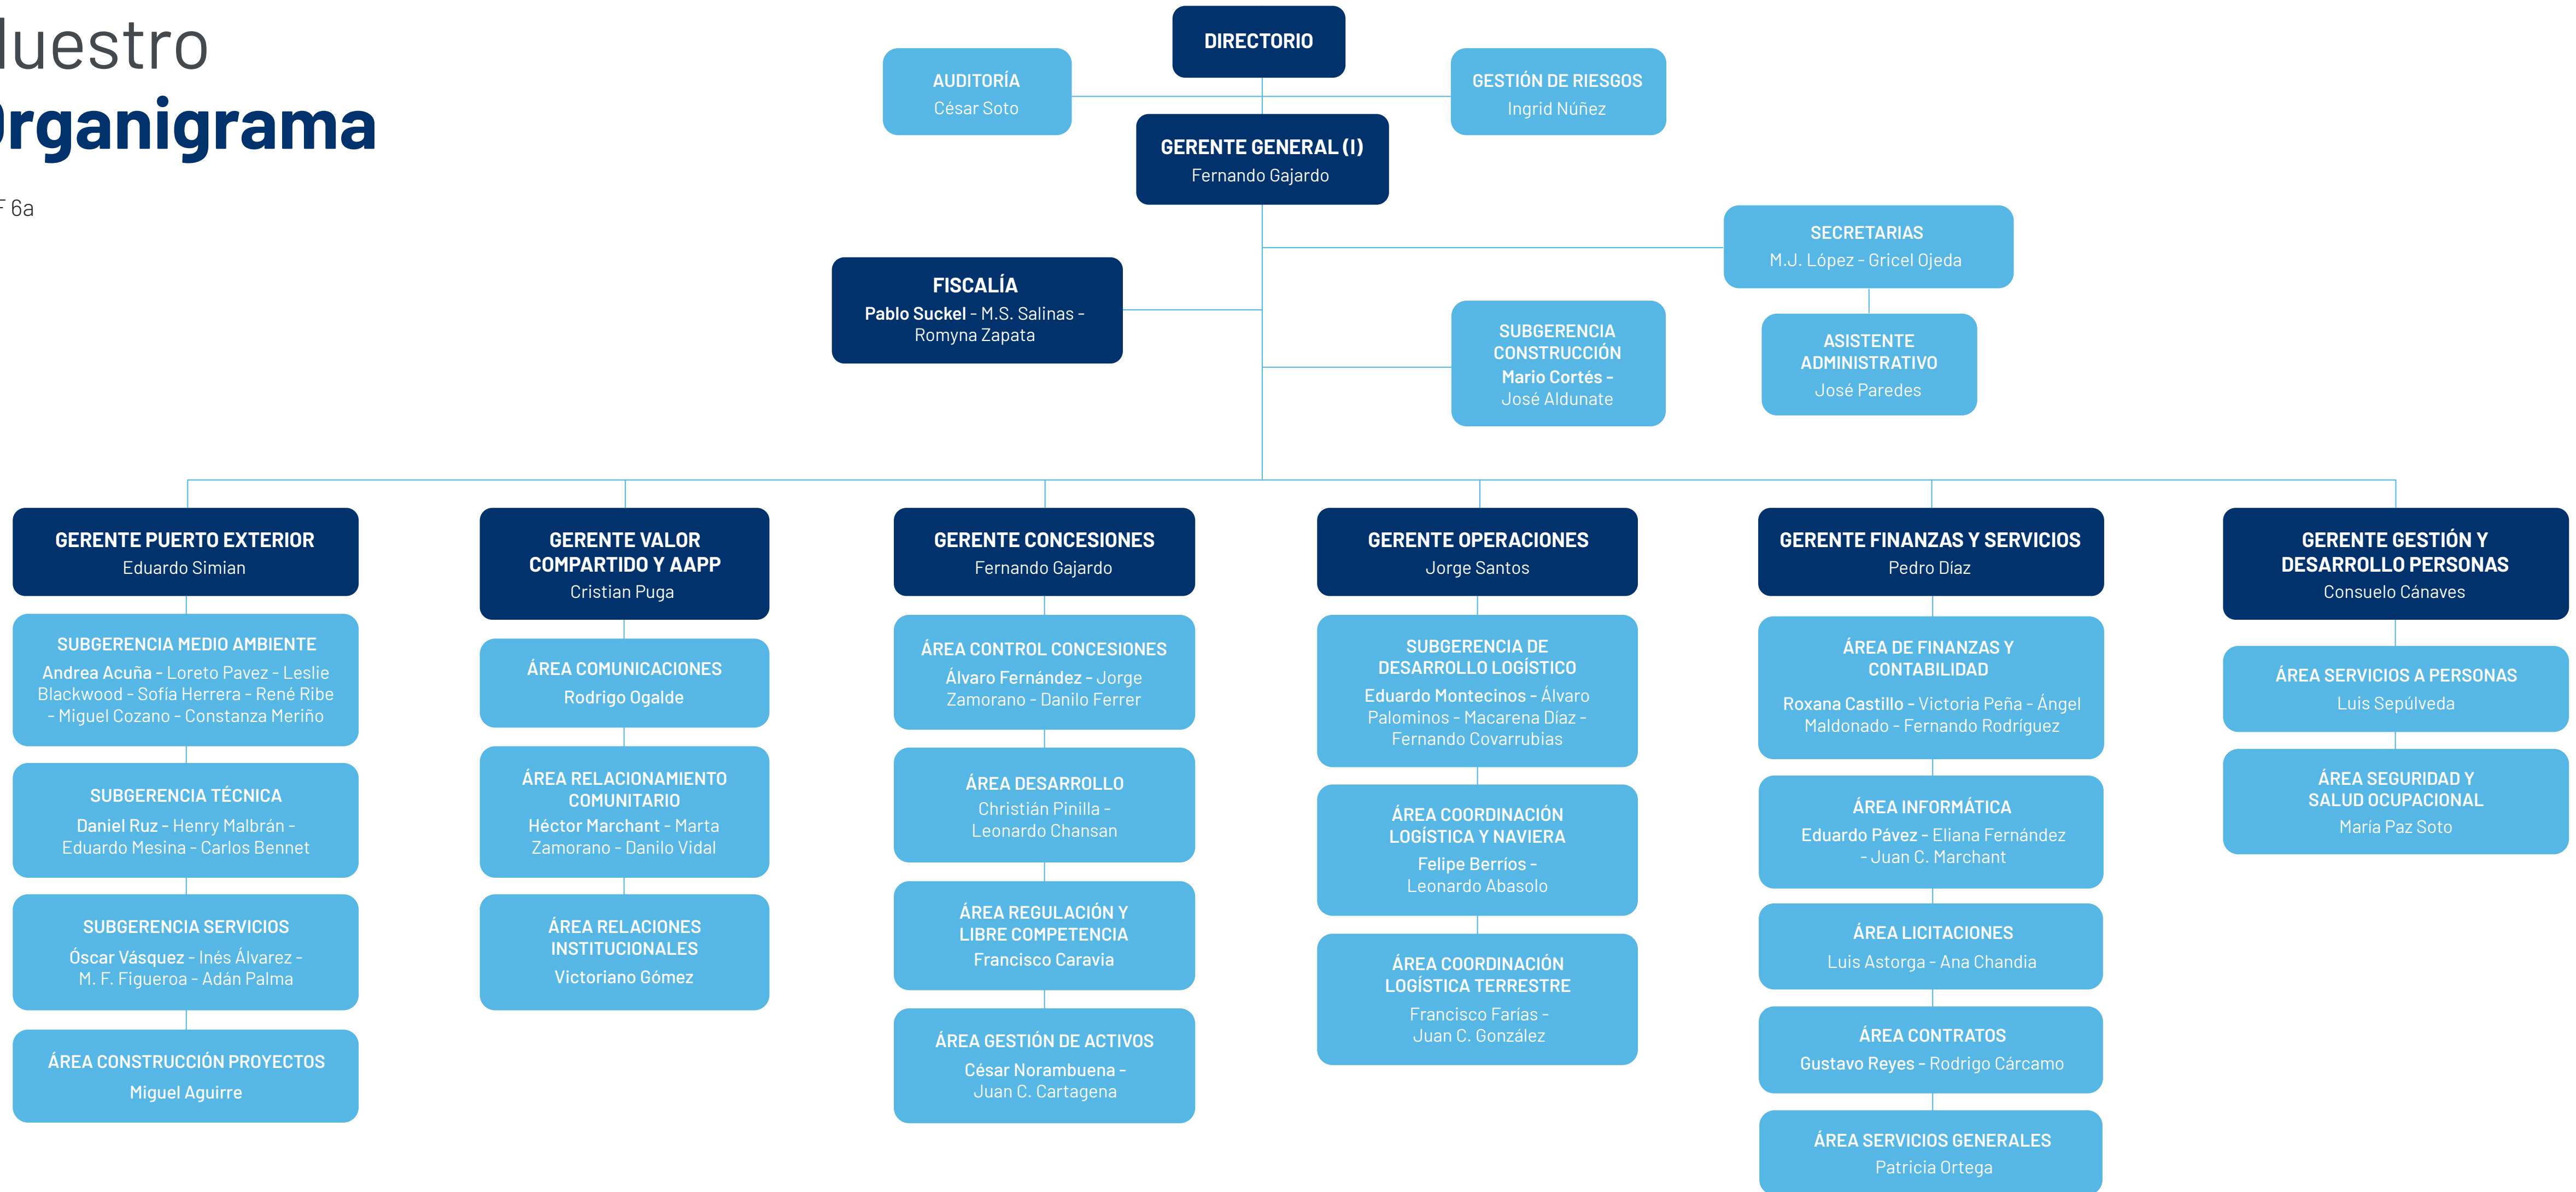 Nuestro
Organigrama
F 6a
DIRECTORIO
AUDITORÍA
César Soto
GESTIÓN DE RIESGOS
Ingrid Núñez
GERENTE GENERAL (I)
Fernando Gajardo
SECRETARIAS
M.J. López - Gricel Ojeda
FISCALÍA
Pablo Suckel - M.S. Salinas -
Romyna Zapata
SUBGERENCIA
CONSTRUCCIÓN
Mario Cortés -
José Aldunate
ASISTENTE
ADMINISTRATIVO
José Paredes
GERENTE PUERTO EXTERIOR
Eduardo Simian
SUBGERENCIA MEDIO AMBIENTE
Andrea Acuña - Loreto Pavez - Leslie
Blackwood - Sofía Herrera - René Ribe
- Miguel Cozano - Constanza Meriño
SUBGERENCIA TÉCNICA
Daniel Ruz - Henry Malbrán -
Eduardo Mesina - Carlos Bennet
SUBGERENCIA SERVICIOS
Óscar Vásquez - Inés Álvarez -
M. F. Figueroa - Adán Palma
ÁREA CONSTRUCCIÓN PROYECTOS
Miguel Aguirre
GERENTE VALOR
COMPARTIDO Y AAPP
Cristian Puga
ÁREA COMUNICACIONES
Rodrigo Ogalde
ÁREA RELACIONAMIENTO
COMUNITARIO
Héctor Marchant - Marta
Zamorano - Danilo Vidal
ÁREA RELACIONES
INSTITUCIONALES
Victoriano Gómez
GERENTE CONCESIONES
Fernando Gajardo
ÁREA CONTROL CONCESIONES
Álvaro Fernández - Jorge
Zamorano - Danilo Ferrer
ÁREA DESARROLLO
Christián Pinilla -
Leonardo Chansan
ÁREA REGULACIÓN Y
LIBRE COMPETENCIA
Francisco Caravia
ÁREA GESTIÓN DE ACTIVOS
César Norambuena -
Juan C. Cartagena
GERENTE OPERACIONES
Jorge Santos
SUBGERENCIA DE
DESARROLLO LOGÍSTICO
Eduardo Montecinos - Álvaro
Palominos - Macarena Díaz -
Fernando Covarrubias
ÁREA COORDINACIÓN
LOGÍSTICA Y NAVIERA
Felipe Berríos -
Leonardo Abasolo
ÁREA COORDINACIÓN
LOGÍSTICA TERRESTRE
Francisco Farías -
Juan C. González
GERENTE FINANZAS Y SERVICIOS
Pedro Díaz
ÁREA DE FINANZAS Y
CONTABILIDAD
Roxana Castillo - Victoria Peña - Ángel
Maldonado - Fernando Rodríguez
ÁREA INFORMÁTICA
Eduardo Pávez - Eliana Fernández
- Juan C. Marchant
ÁREA LICITACIONES
Luis Astorga - Ana Chandia
ÁREA CONTRATOS
Gustavo Reyes - Rodrigo Cárcamo
ÁREA SERVICIOS GENERALES
Patricia Ortega
GERENTE GESTIÓN Y
DESARROLLO PERSONAS
Consuelo Cánaves
ÁREA SERVICIOS A PERSONAS
Luis Sepúlveda
ÁREA SEGURIDAD Y
SALUD OCUPACIONAL
María Paz Soto